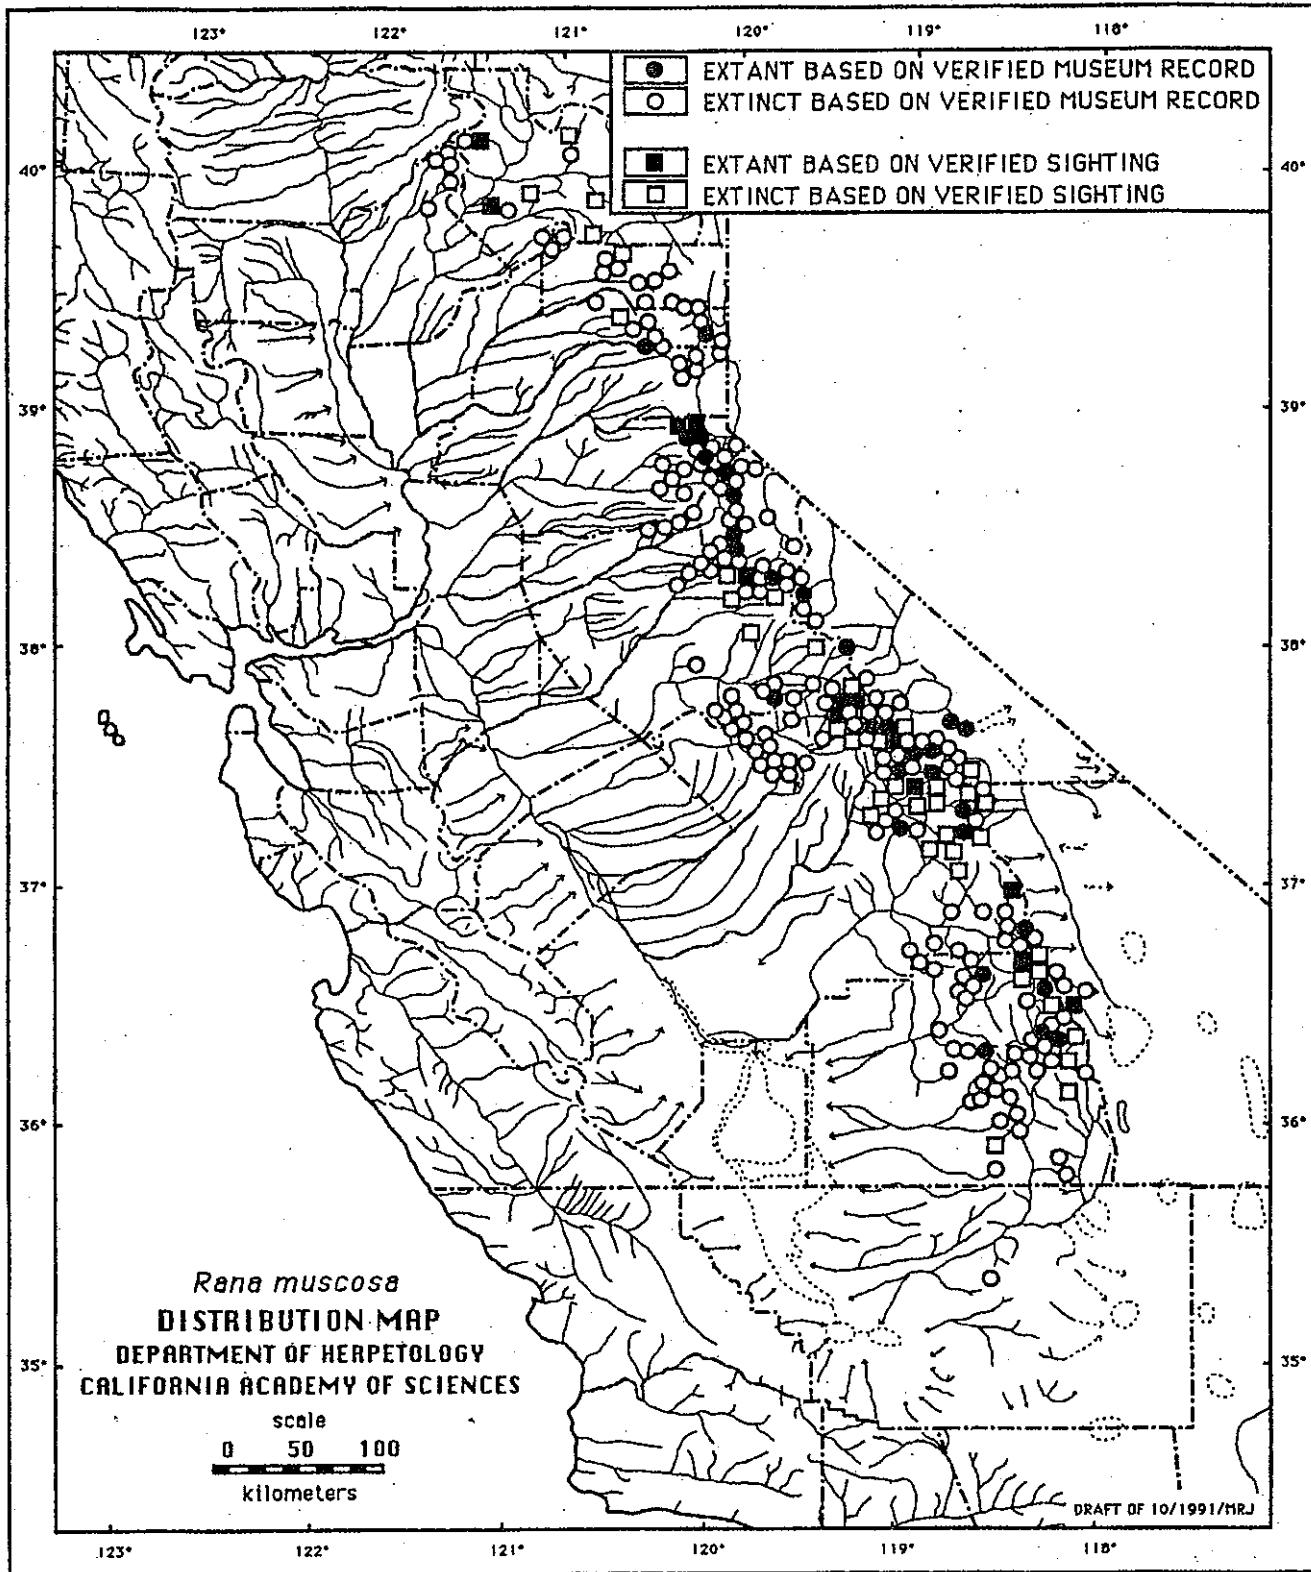 123° 122° 121° 120° 119° 118°
EXTANT BASED ON VERIFIED MUSEUM RECORD
EXTINCT BASED ON VERIFIED MUSEUM RECORD
EXTANT BASED ON VERIFIED SIGHTING
EXTINCT BASED ON VERIFIED SIGHTING
40° 40°
39° 39°
38° 38°
37° 37°
36° 36°
35° 35°
Rana muscosa
DISTRIBUTION MAP
DEPARTMENT OF HERPETOLOGY
CALIFORNIA ACADEMY OF SCIENCES
scale
0 50 100
kilometers
DRAFT OF 10/1991/MRJ
123° 122° 121° 120° 119° 118°